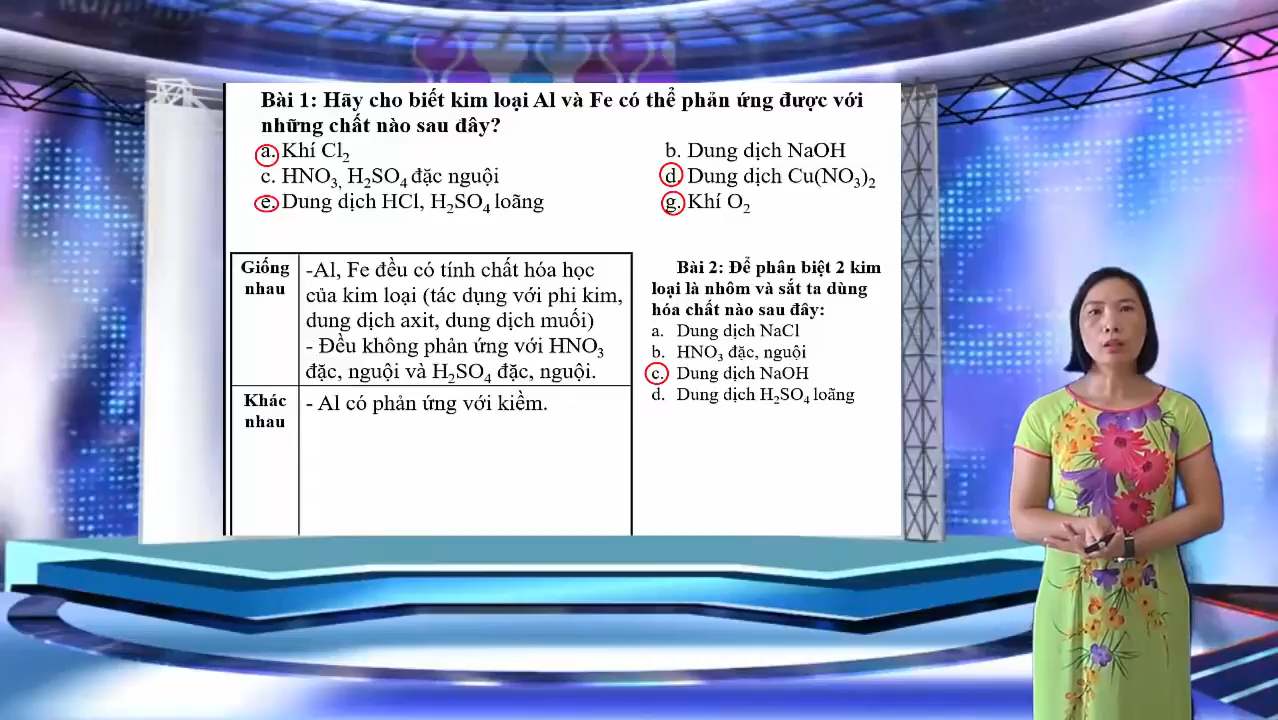 Bài 1: Hãy cho biết kim loại Al và Fe có thể phản ứng được với
những chất nào sau đây?
a. Khí Cl₂
b. Dung dịch NaOH
c. HNO₃, H₂SO₄ đặc nguội
d. Dung dịch Cu(NO₃)₂
e. Dung dịch HCl, H₂SO₄ loãng
g. Khí O₂
Giống
nhau
-Al, Fe đều có tính chất hóa học
của kim loại (tác dụng với phi kim,
dung dịch axit, dung dịch muối)
- Đều không phản ứng với HNO₃
đặc, nguội và H₂SO₄ đặc, nguội.
Khác
nhau
- Al có phản ứng với kiềm.
Bài 2: Để phân biệt 2 kim
loại là nhôm và sắt ta dùng
hóa chất nào sau đây:
a. Dung dịch NaCl
b. HNO₃ đặc, nguội
c. Dung dịch NaOH
d. Dung dịch H₂SO₄ loãng